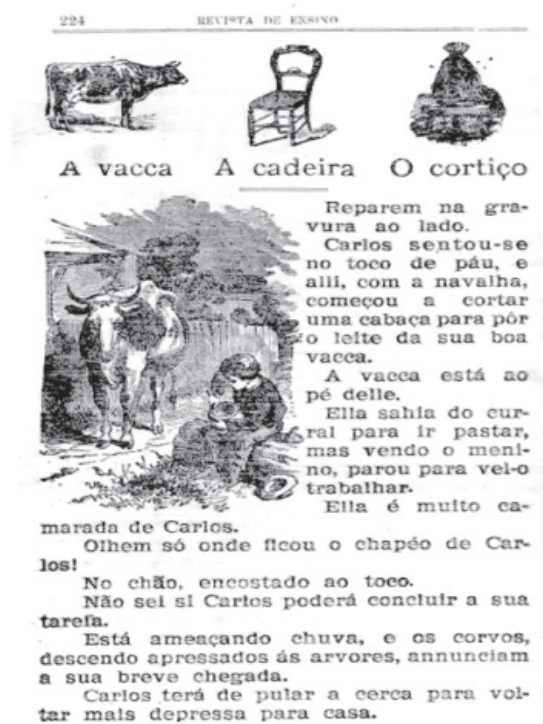 224 REVISTA DE ENSINO
A vacca A cadeira O cortiço
Reparem na gra-
vura ao lado.
Carlos sentou-se
no toco de páu, e
alli, com a navalha,
começou a cortar
uma cabaça para pôr
o leite da sua boa
vacca.
A vacca está ao
pé delle.
Ella sahia do cur-
ral para ir pastar,
mas vendo o meni-
no, parou para vel-o
trabalhar.
Ella é muito ca-
marada de Carlos.
Olhem só onde ficou o chapéo de Car-
los!
No chão, encostado ao toco.
Não sei si Carlos poderá concluir a sua
tarefa.
Está ameaçando chuva, e os corvos,
descendo apressados ás arvores, annunciam
a sua breve chegada.
Carlos terá de pular a cerca para vol-
tar mais depressa para casa.